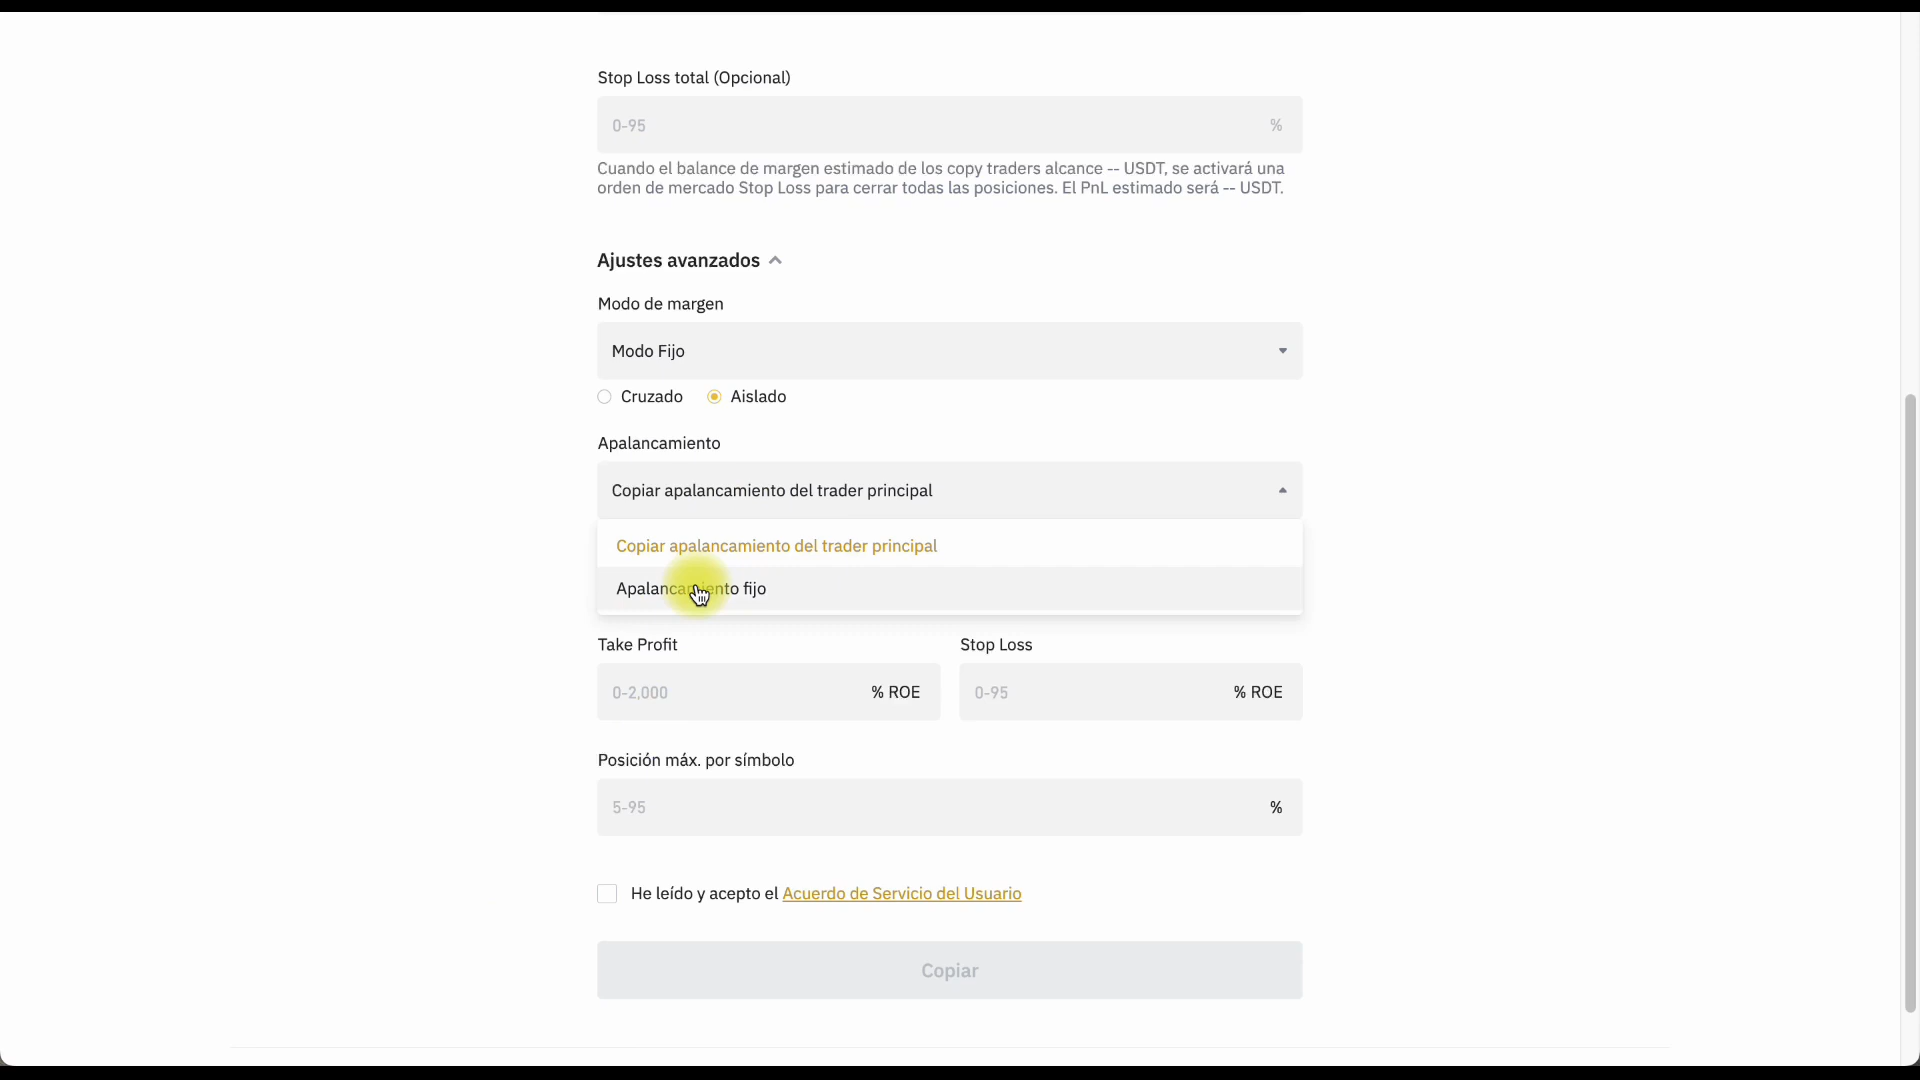 Stop Loss total (Opcional)
0-95 %
Cuando el balance de margen estimado de los copy traders alcance -- USDT, se activará una
orden de mercado Stop Loss para cerrar todas las posiciones. El PnL estimado será -- USDT.
Ajustes avanzados
Modo de margen
Modo Fijo
Cruzado Aislado
Apalancamiento
Copiar apalancamiento del trader principal
Copiar apalancamiento del trader principal
Apalancamiento fijo
Take Profit Stop Loss
0-2,000 % ROE 0-95 % ROE
Posición máx. por símbolo
5-95 %
He leído y acepto el Acuerdo de Servicio del Usuario
Copiar